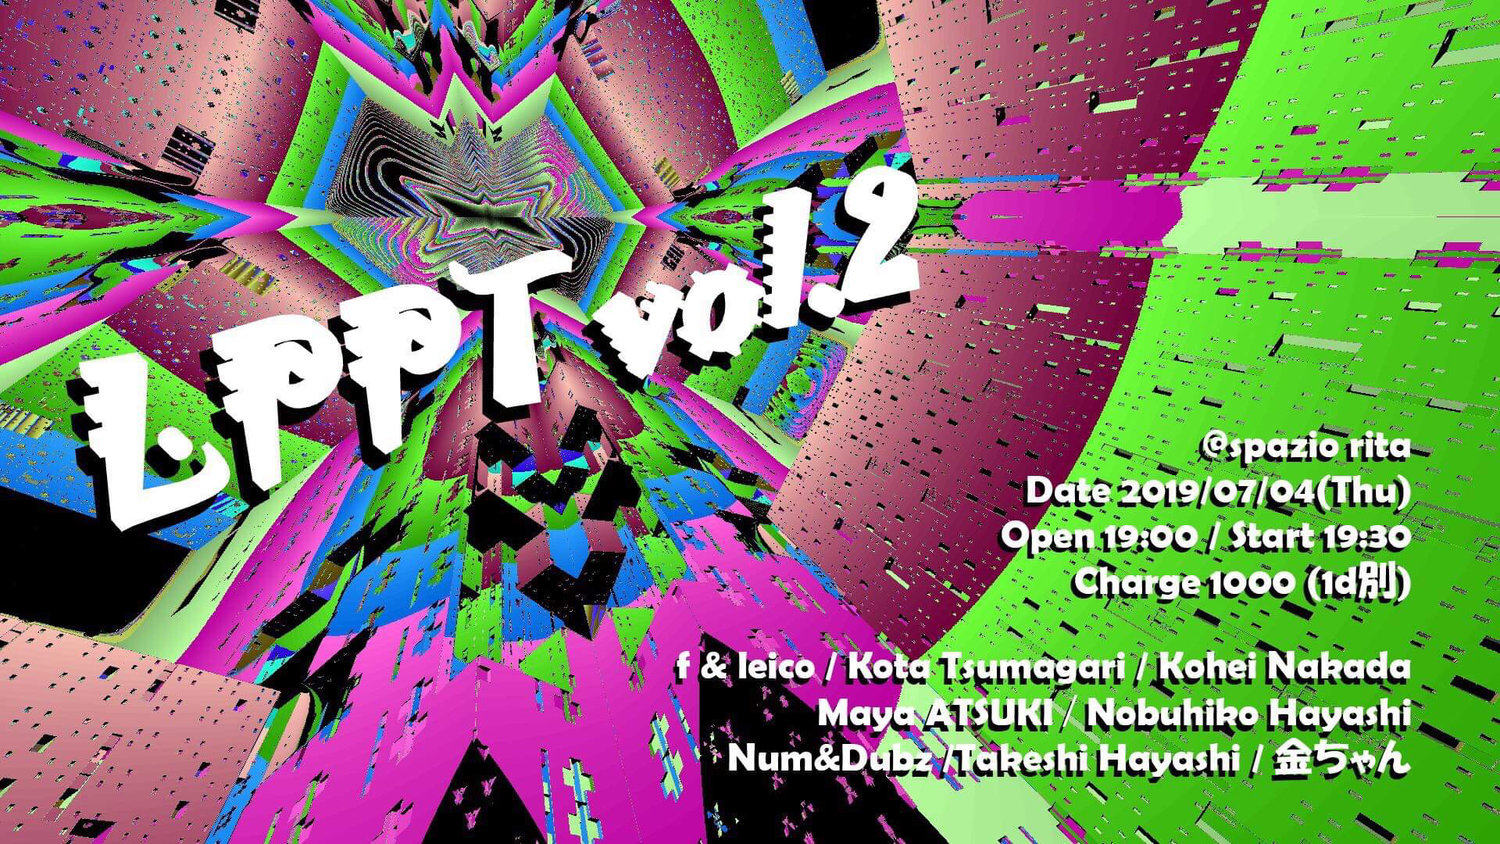 LPPT vol.2
@spazio rita
Date 2019/07/04(Thu)
Open 19:00 / Start 19:30
Charge 1000 (1d別)
f & leico / Kota Tsumagari / Kohei Nakada
Maya ATSUKI / Nobuhiko Hayashi
Num&Dubz /Takeshi Hayashi / 金ちゃん